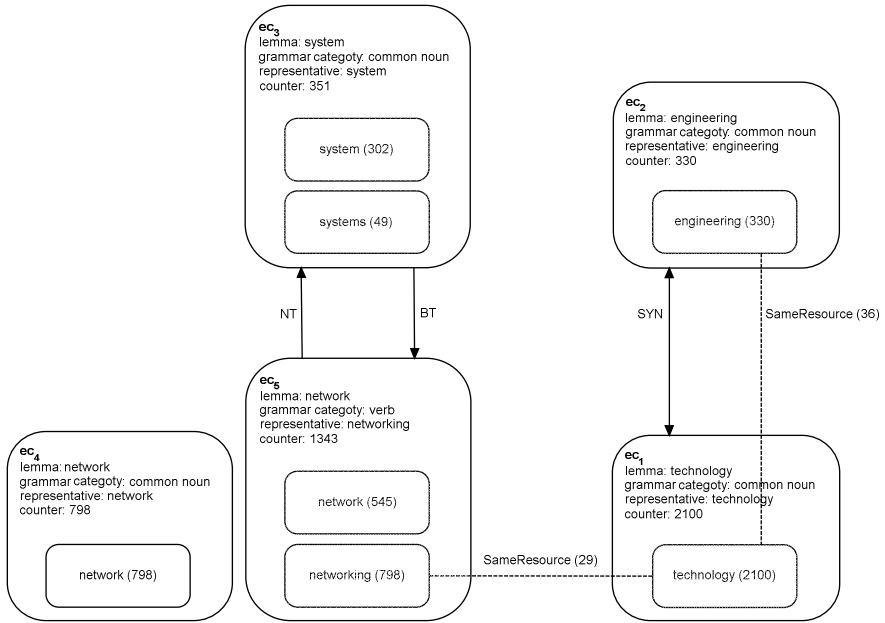 ec3
lemma: system
grammar categoty: common noun
representative: system
counter: 351
system (302)
systems (49)
ec2
lemma: engineering
grammar categoty: common noun
representative: engineering
counter: 330
engineering (330)
NT
BT
SYN
SameResource (36)
ec5
lemma: network
grammar categoty: verb
representative: networking
counter: 1343
network (545)
networking (798)
ec4
lemma: network
grammar categoty: common noun
representative: network
counter: 798
network (798)
SameResource (29)
ec1
lemma: technology
grammar categoty: common noun
representative: technology
counter: 2100
technology (2100)